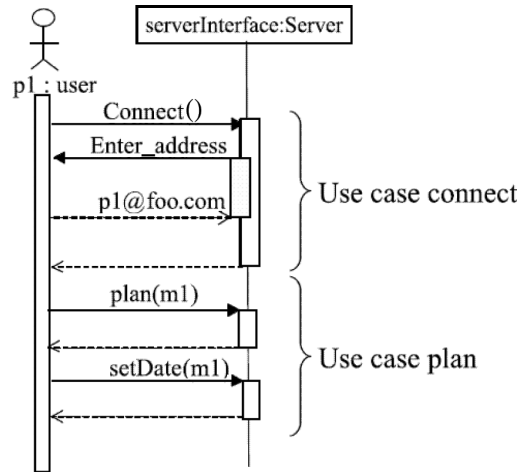 serverInterface:Server
p1 : user
Connect()
Enter_address
p1@foo.com
Use case connect
plan(m1)
setDate(m1)
Use case plan